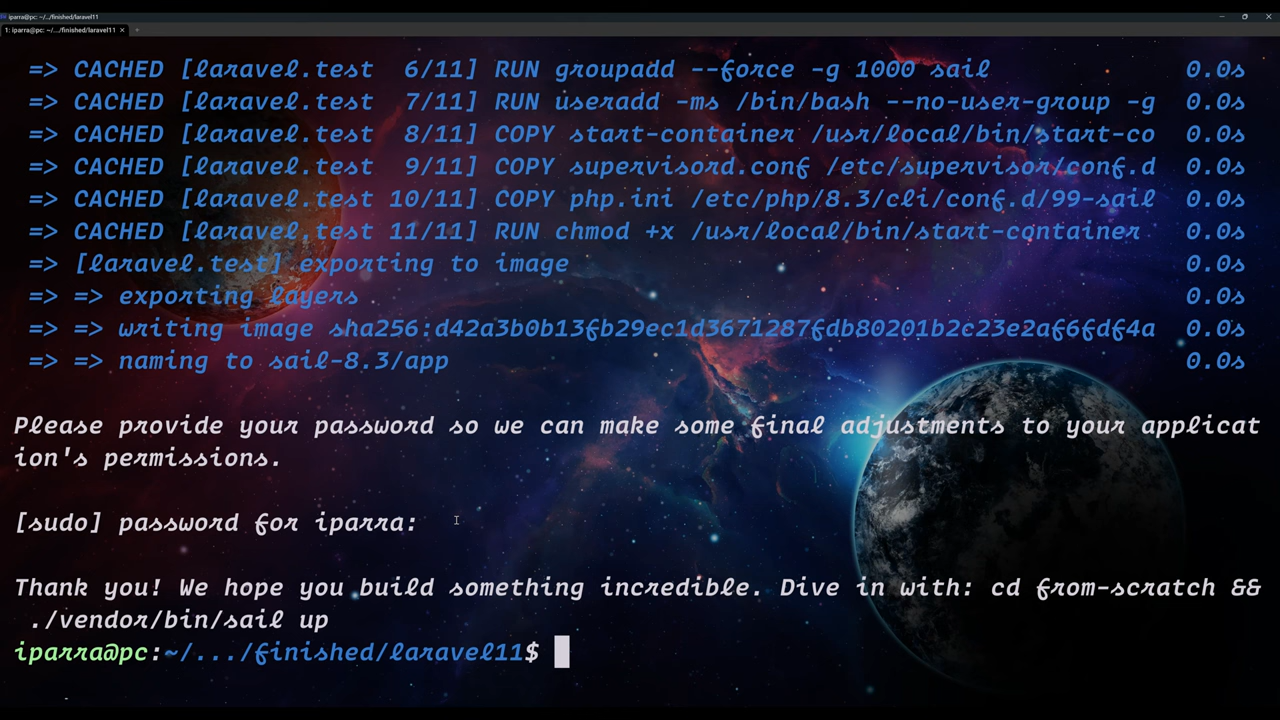 iparra@pc: ~/.../finished/laravel11
1: iparra@pc: ~/.../finished/laravel11 × +
=> CACHED [laravel.test  6/11] RUN groupadd --force -g 1000 sail 0.0s
=> CACHED [laravel.test  7/11] RUN useradd -ms /bin/bash --no-user-group -g 0.0s
=> CACHED [laravel.test  8/11] COPY start-container /usr/local/bin/start-co 0.0s
=> CACHED [laravel.test  9/11] COPY supervisord.conf /etc/supervisor/conf.d 0.0s
=> CACHED [laravel.test 10/11] COPY php.ini /etc/php/8.3/cli/conf.d/99-sail 0.0s
=> CACHED [laravel.test 11/11] RUN chmod +x /usr/local/bin/start-container 0.0s
=> [laravel.test] exporting to image 0.0s
=> => exporting layers 0.0s
=> => writing image sha256:d42a3b0b13fb29ec1d3671287fdb80201b2c23e2af6fdf4a 0.0s
=> => naming to sail-8.3/app 0.0s
Please provide your password so we can make some final adjustments to your applicat
ion's permissions.
[sudo] password for iparra:
Thank you! We hope you build something incredible. Dive in with: cd from-scratch &&
./vendor/bin/sail up
iparra@pc:~/.../finished/laravel11$